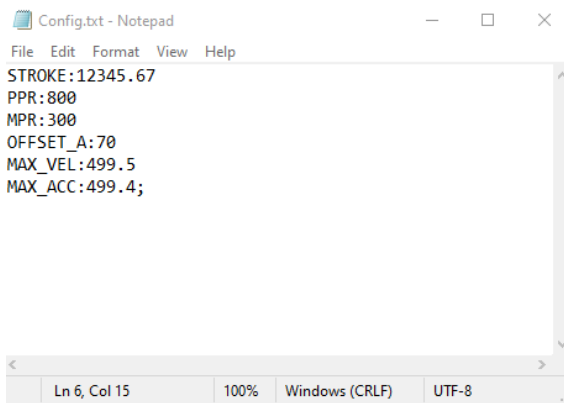 Config.txt - Notepad
File Edit Format View Help
STROKE:12345.67
PPR:800
MPR:300
OFFSET_A:70
MAX_VEL:499.5
MAX_ACC:499.4;
Ln 6, Col 15 100% Windows (CRLF) UTF-8